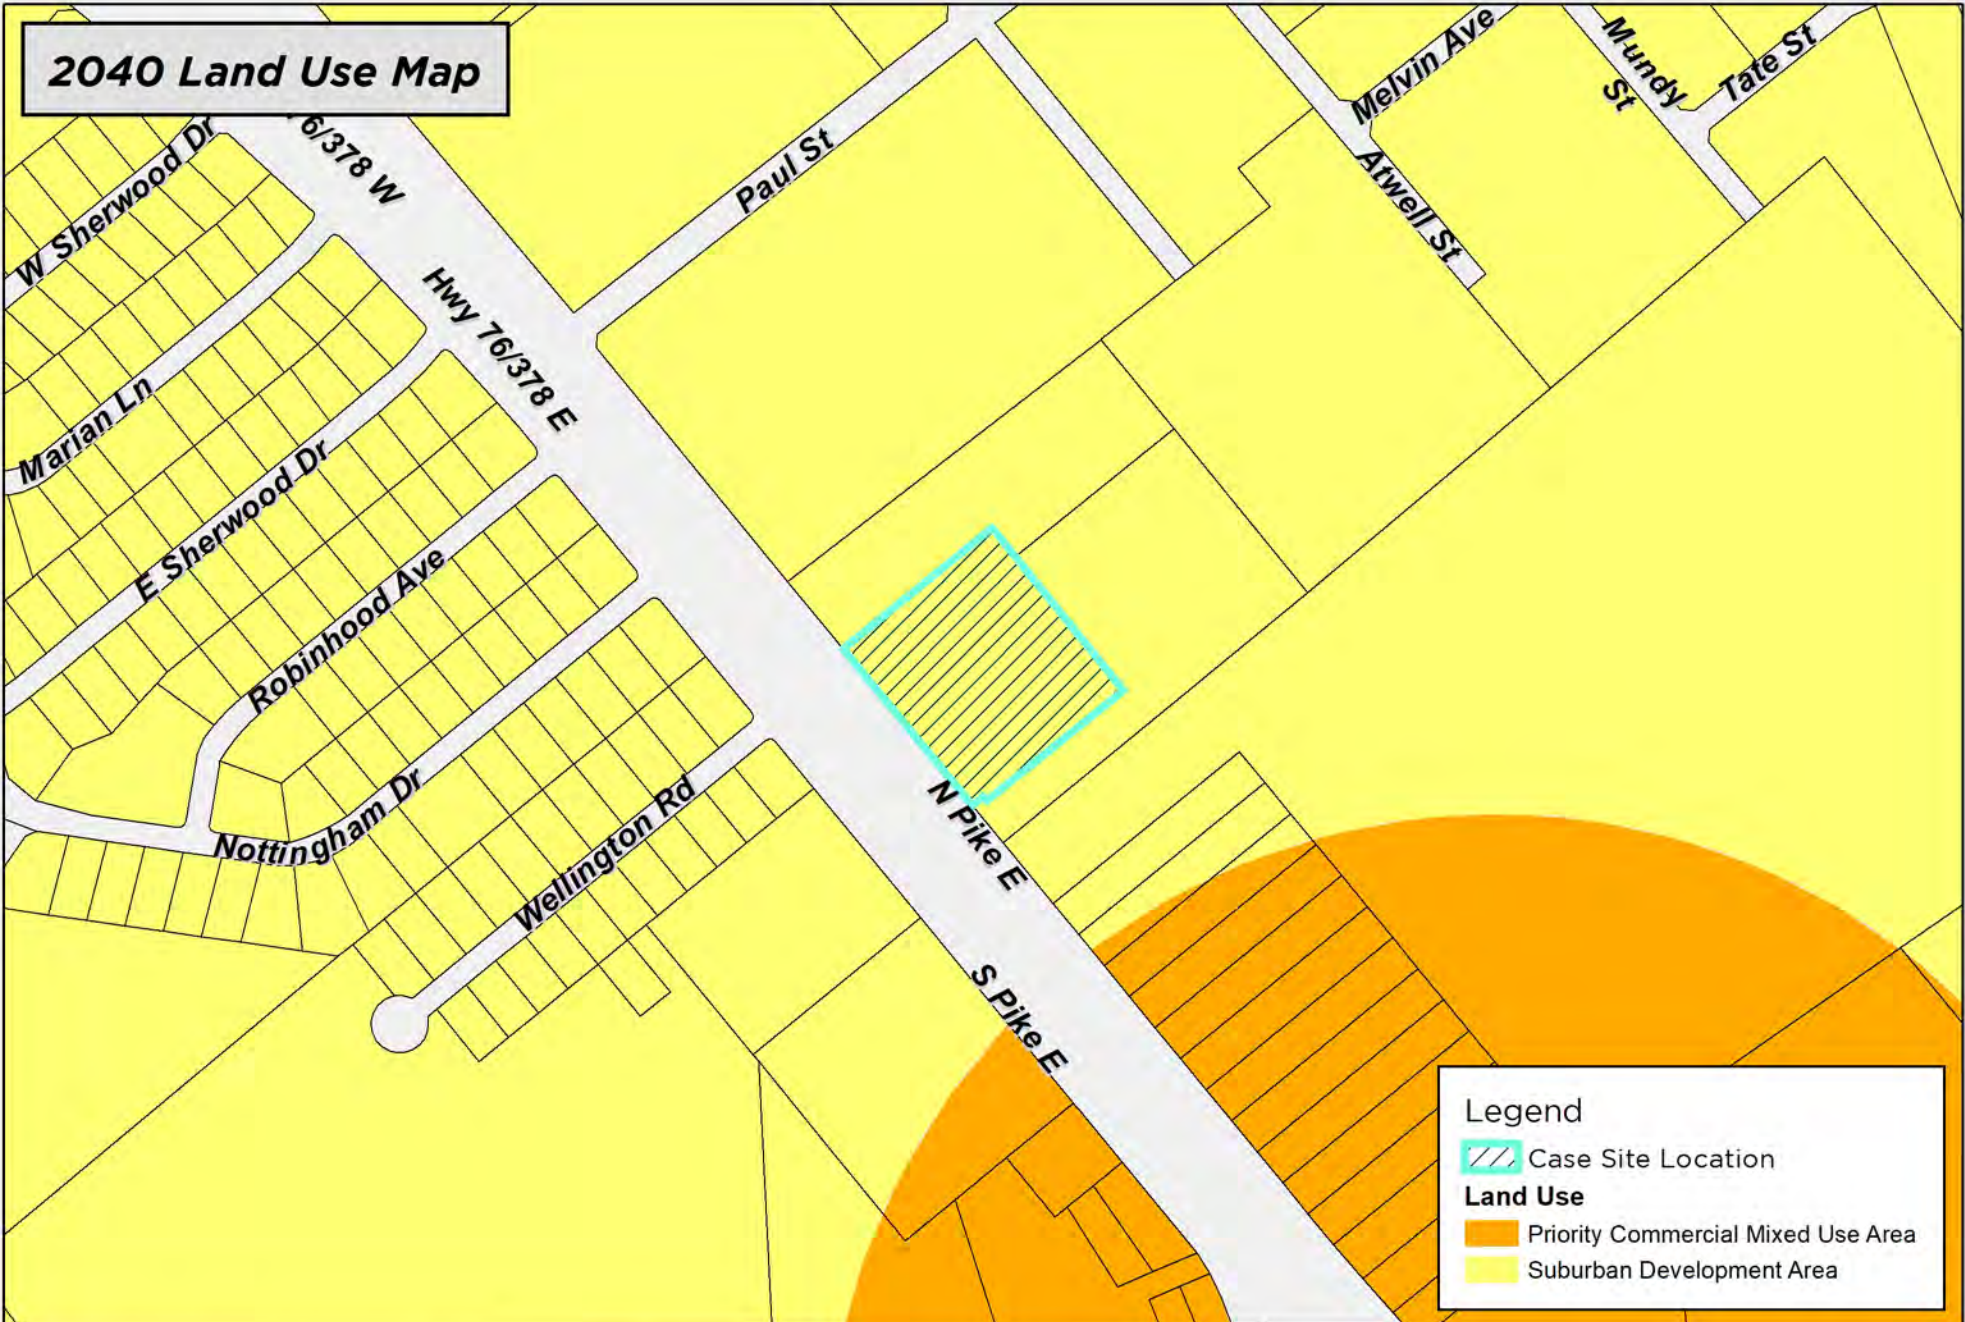 2040 Land Use Map
Melvin Ave
Mundy
St
Tate St
W Sherwood Dr
76/378 W
Paul St
Atwell St
Hwy 76/378 E
Marian Ln
E Sherwood Dr
Robinhood Ave
Nottingham Dr
Wellington Rd
N Pike E
S Pike E
Legend
Case Site Location
Land Use
Priority Commercial Mixed Use Area
Suburban Development Area